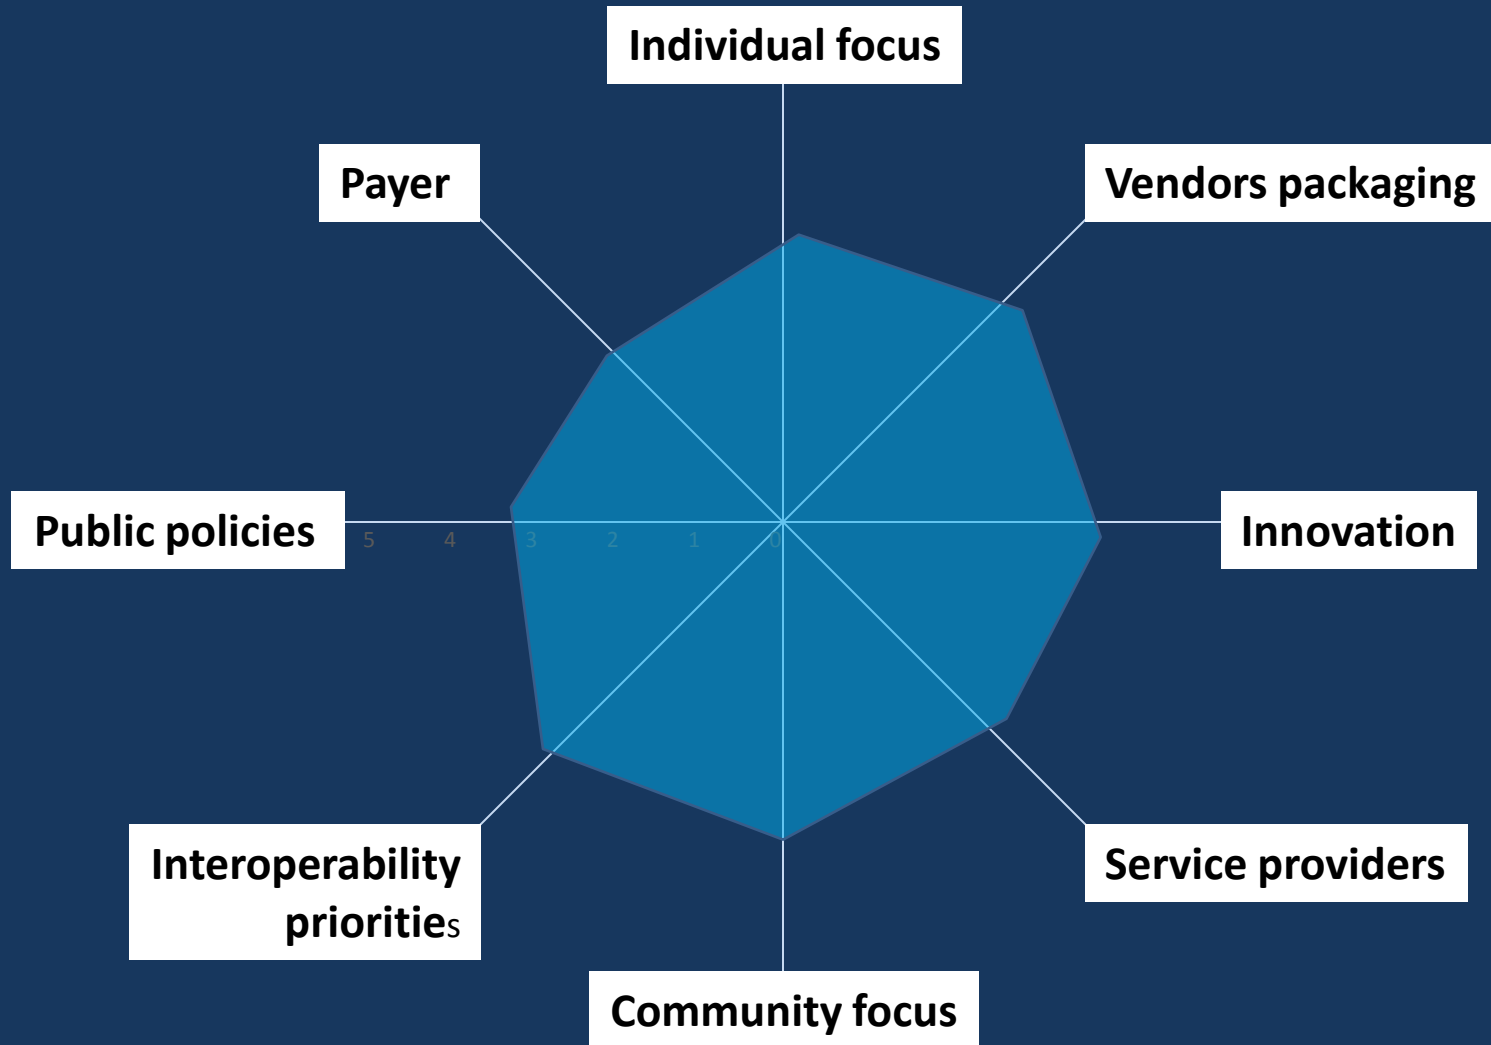 Individual focus
Payer
Vendors packaging
Public policies
5 4 3 2 1 0
Innovation
Interoperability
priorities
Service providers
Community focus